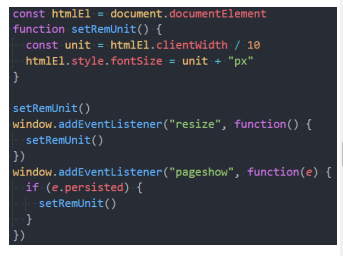 const htmlEl = document.documentElement
function setRemUnit() {
  const unit = htmlEl.clientWidth / 10
  htmlEl.style.fontSize = unit + "px"
}

setRemUnit()
window.addEventListener("resize", function() {
  setRemUnit()
})
window.addEventListener("pageshow", function(e) {
  if (e.persisted) {
    setRemUnit()
  }
})